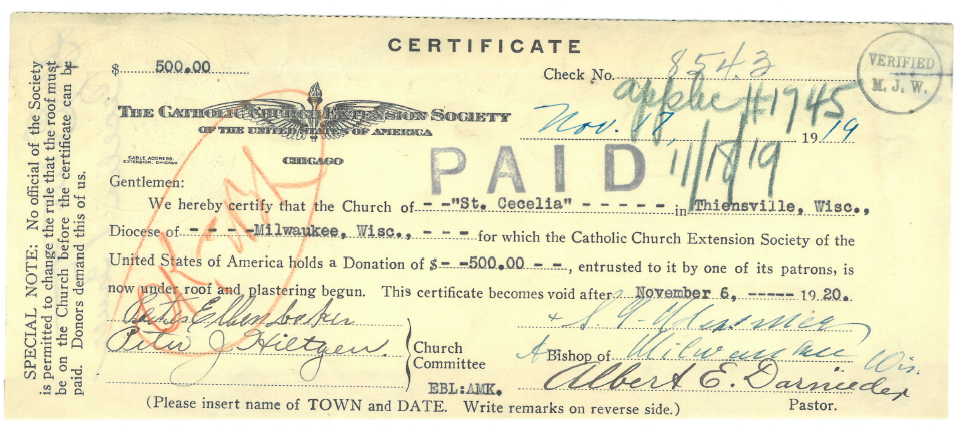 CERTIFICATE
$ 500.00
Check No. 8543
VERIFIED
M. J. W.
applic #1745
THE CATHOLIC CHURCH EXTENSION SOCIETY
OF THE UNITED STATES OF AMERICA
Nov. 17, 1919
CABLE ADDRESS
EXTENSION, CHICAGO
CHICAGO
PAID
11/18/19
Gentlemen:
We hereby certify that the Church of - -"St. Cecelia" - - - - - in Thiensville, Wisc.,
Diocese of - - - -Milwaukee, Wisc., - - - for which the Catholic Church Extension Society of the
United States of America holds a Donation of $- -500.00 - -, entrusted to it by one of its patrons, is
now under roof and plastering begun. This certificate becomes void after November 6, ----- 1920.
Peter J Hiltgen.
Church
Committee
A Bishop of Milwaukee Wis.
Albert E. Darnieder
EBL:AMK.
(Please insert name of TOWN and DATE. Write remarks on reverse side.)
Pastor.
SPECIAL NOTE: No official of the Society
is permitted to change the rule that the roof must
be on the Church before the certificate can be
paid. Donors demand this of us.